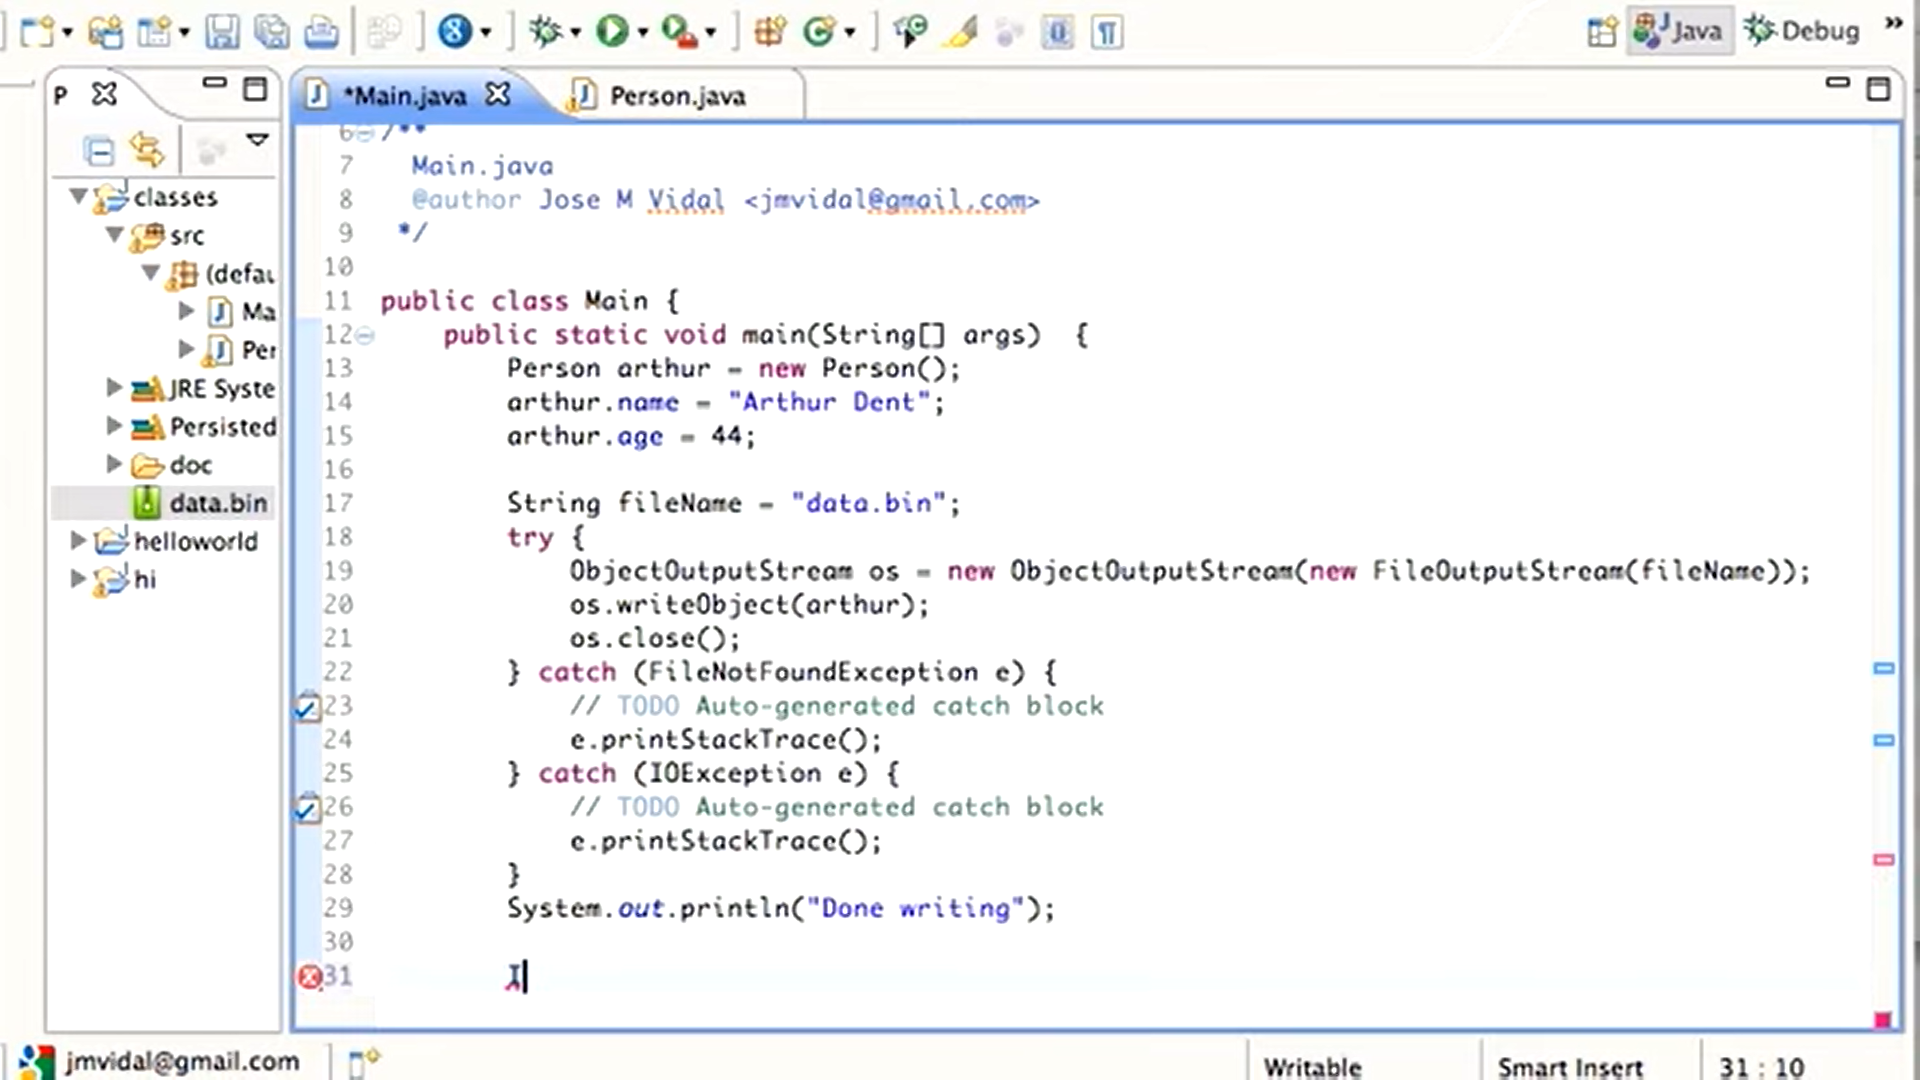 Java Debug »
P *Main.java Person.java
classes
src
(defau
Ma
Per
JRE Syste
Persisted
doc
data.bin
helloworld
hi
6 /**
7 Main.java
8 @author Jose M Vidal <jmvidal@gmail.com>
9 */
10
11 public class Main {
12 public static void main(String[] args) {
13 Person arthur = new Person();
14 arthur.name = "Arthur Dent";
15 arthur.age = 44;
16
17 String fileName = "data.bin";
18 try {
19 ObjectOutputStream os = new ObjectOutputStream(new FileOutputStream(fileName));
20 os.writeObject(arthur);
21 os.close();
22 } catch (FileNotFoundException e) {
23 // TODO Auto-generated catch block
24 e.printStackTrace();
25 } catch (IOException e) {
26 // TODO Auto-generated catch block
27 e.printStackTrace();
28 }
29 System.out.println("Done writing");
30
31
jmvidal@gmail.com Writable Smart Insert 31 : 10